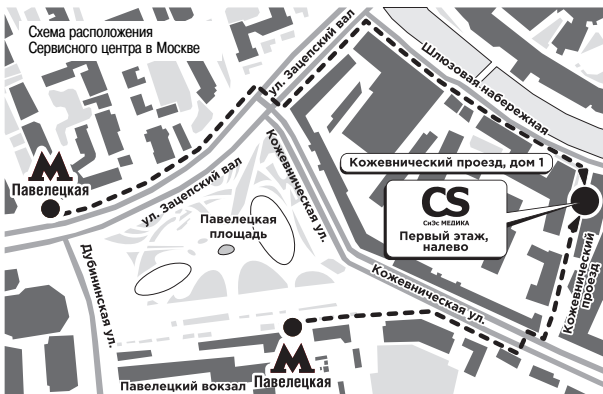 Схема расположения
Сервисного центра в Москве
ул. Зацепский вал
Шлюзовая набережная
М
Павелецкая
ул. Зацепский вал
Кожевническая ул.
Кожевнический проезд, дом 1
CS
СиЭс МЕДИКА
Первый этаж,
налево
Павелецкая
площадь
Дубининская ул.
Кожевническая ул.
Кожевнический
проезд
М
Павелецкая
Павелецкий вокзал